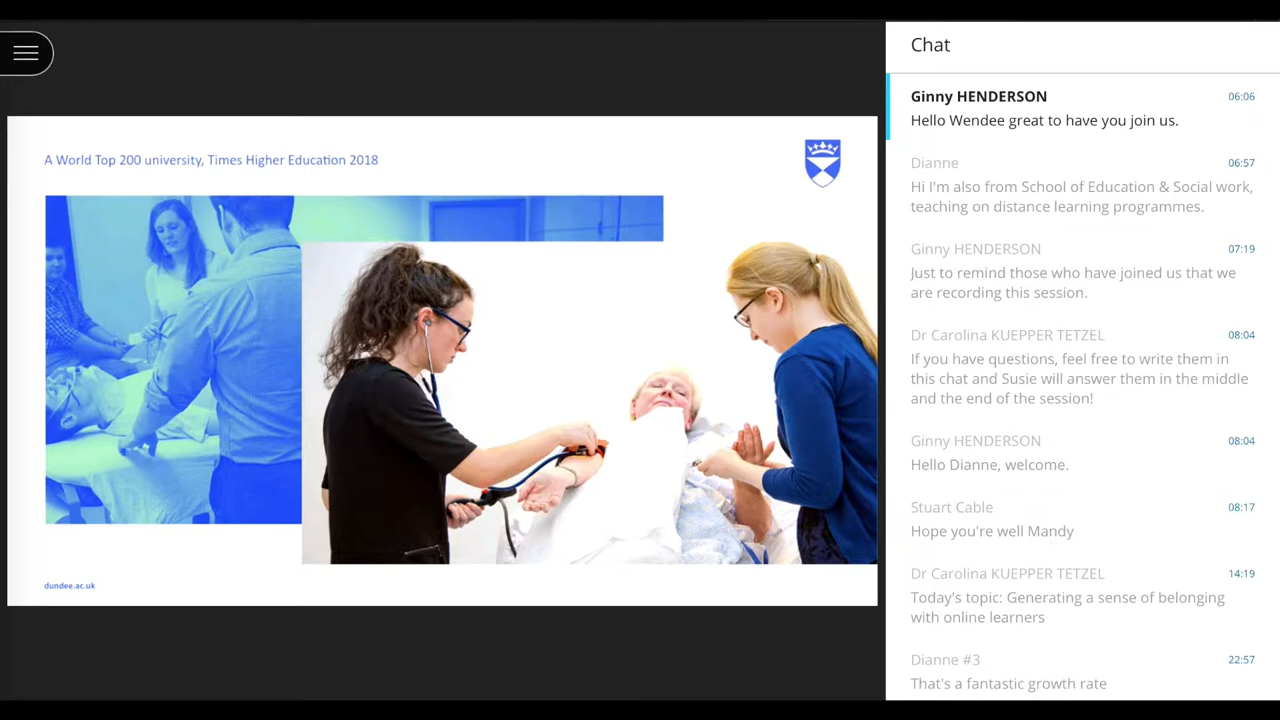 A World Top 200 university, Times Higher Education 2018
dundee.ac.uk
Chat
Ginny HENDERSON 06:06
Hello Wendee great to have you join us.
Dianne 06:57
Hi I'm also from School of Education & Social work,
teaching on distance learning programmes.
Ginny HENDERSON 07:19
Just to remind those who have joined us that we
are recording this session.
Dr Carolina KUEPPER TETZEL 08:04
If you have questions, feel free to write them in
this chat and Susie will answer them in the middle
and the end of the session!
Ginny HENDERSON 08:04
Hello Dianne, welcome.
Stuart Cable 08:17
Hope you're well Mandy
Dr Carolina KUEPPER TETZEL 14:19
Today's topic: Generating a sense of belonging
with online learners
Dianne #3 22:57
That's a fantastic growth rate